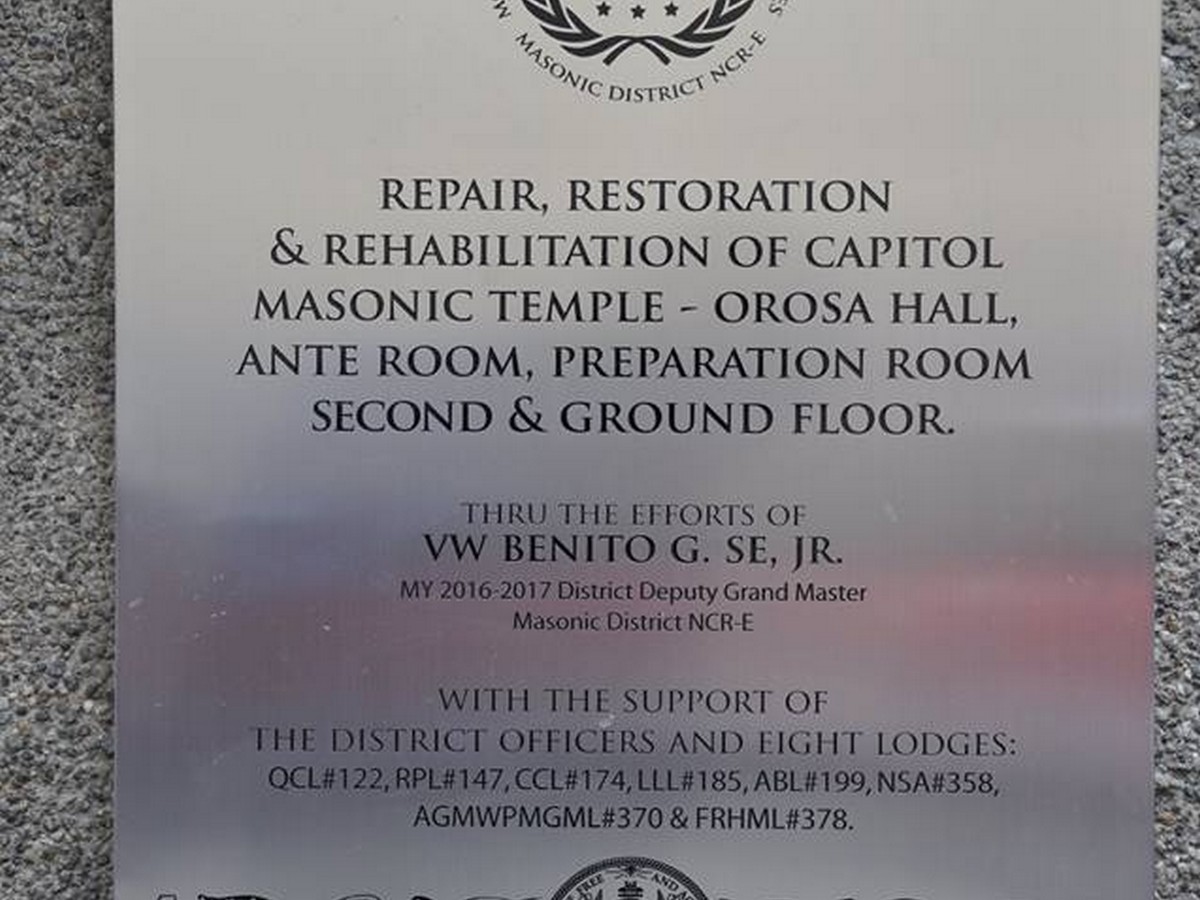 MASONIC DISTRICT NCR-E
REPAIR, RESTORATION
& REHABILITATION OF CAPITOL
MASONIC TEMPLE - OROSA HALL,
ANTE ROOM, PREPARATION ROOM
SECOND & GROUND FLOOR.
THRU THE EFFORTS OF
VW BENITO G. SE, JR.
MY 2016-2017 District Deputy Grand Master
Masonic District NCR-E
WITH THE SUPPORT OF
THE DISTRICT OFFICERS AND EIGHT LODGES:
QCL#122, RPL#147, CCL#174, LLL#185, ABL#199, NSA#358,
AGMWPMGML#370 & FRHML#378.
FREE AND